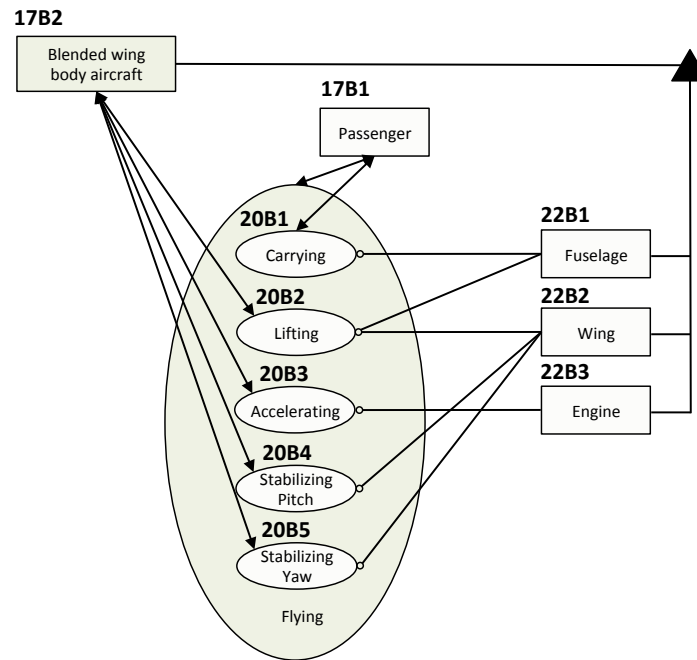 17B2
Blended wing
body aircraft
17B1
Passenger
20B1
Carrying
22B1
Fuselage
20B2
Lifting
22B2
Wing
20B3
Accelerating
22B3
Engine
20B4
Stabilizing
Pitch
20B5
Stabilizing
Yaw
Flying